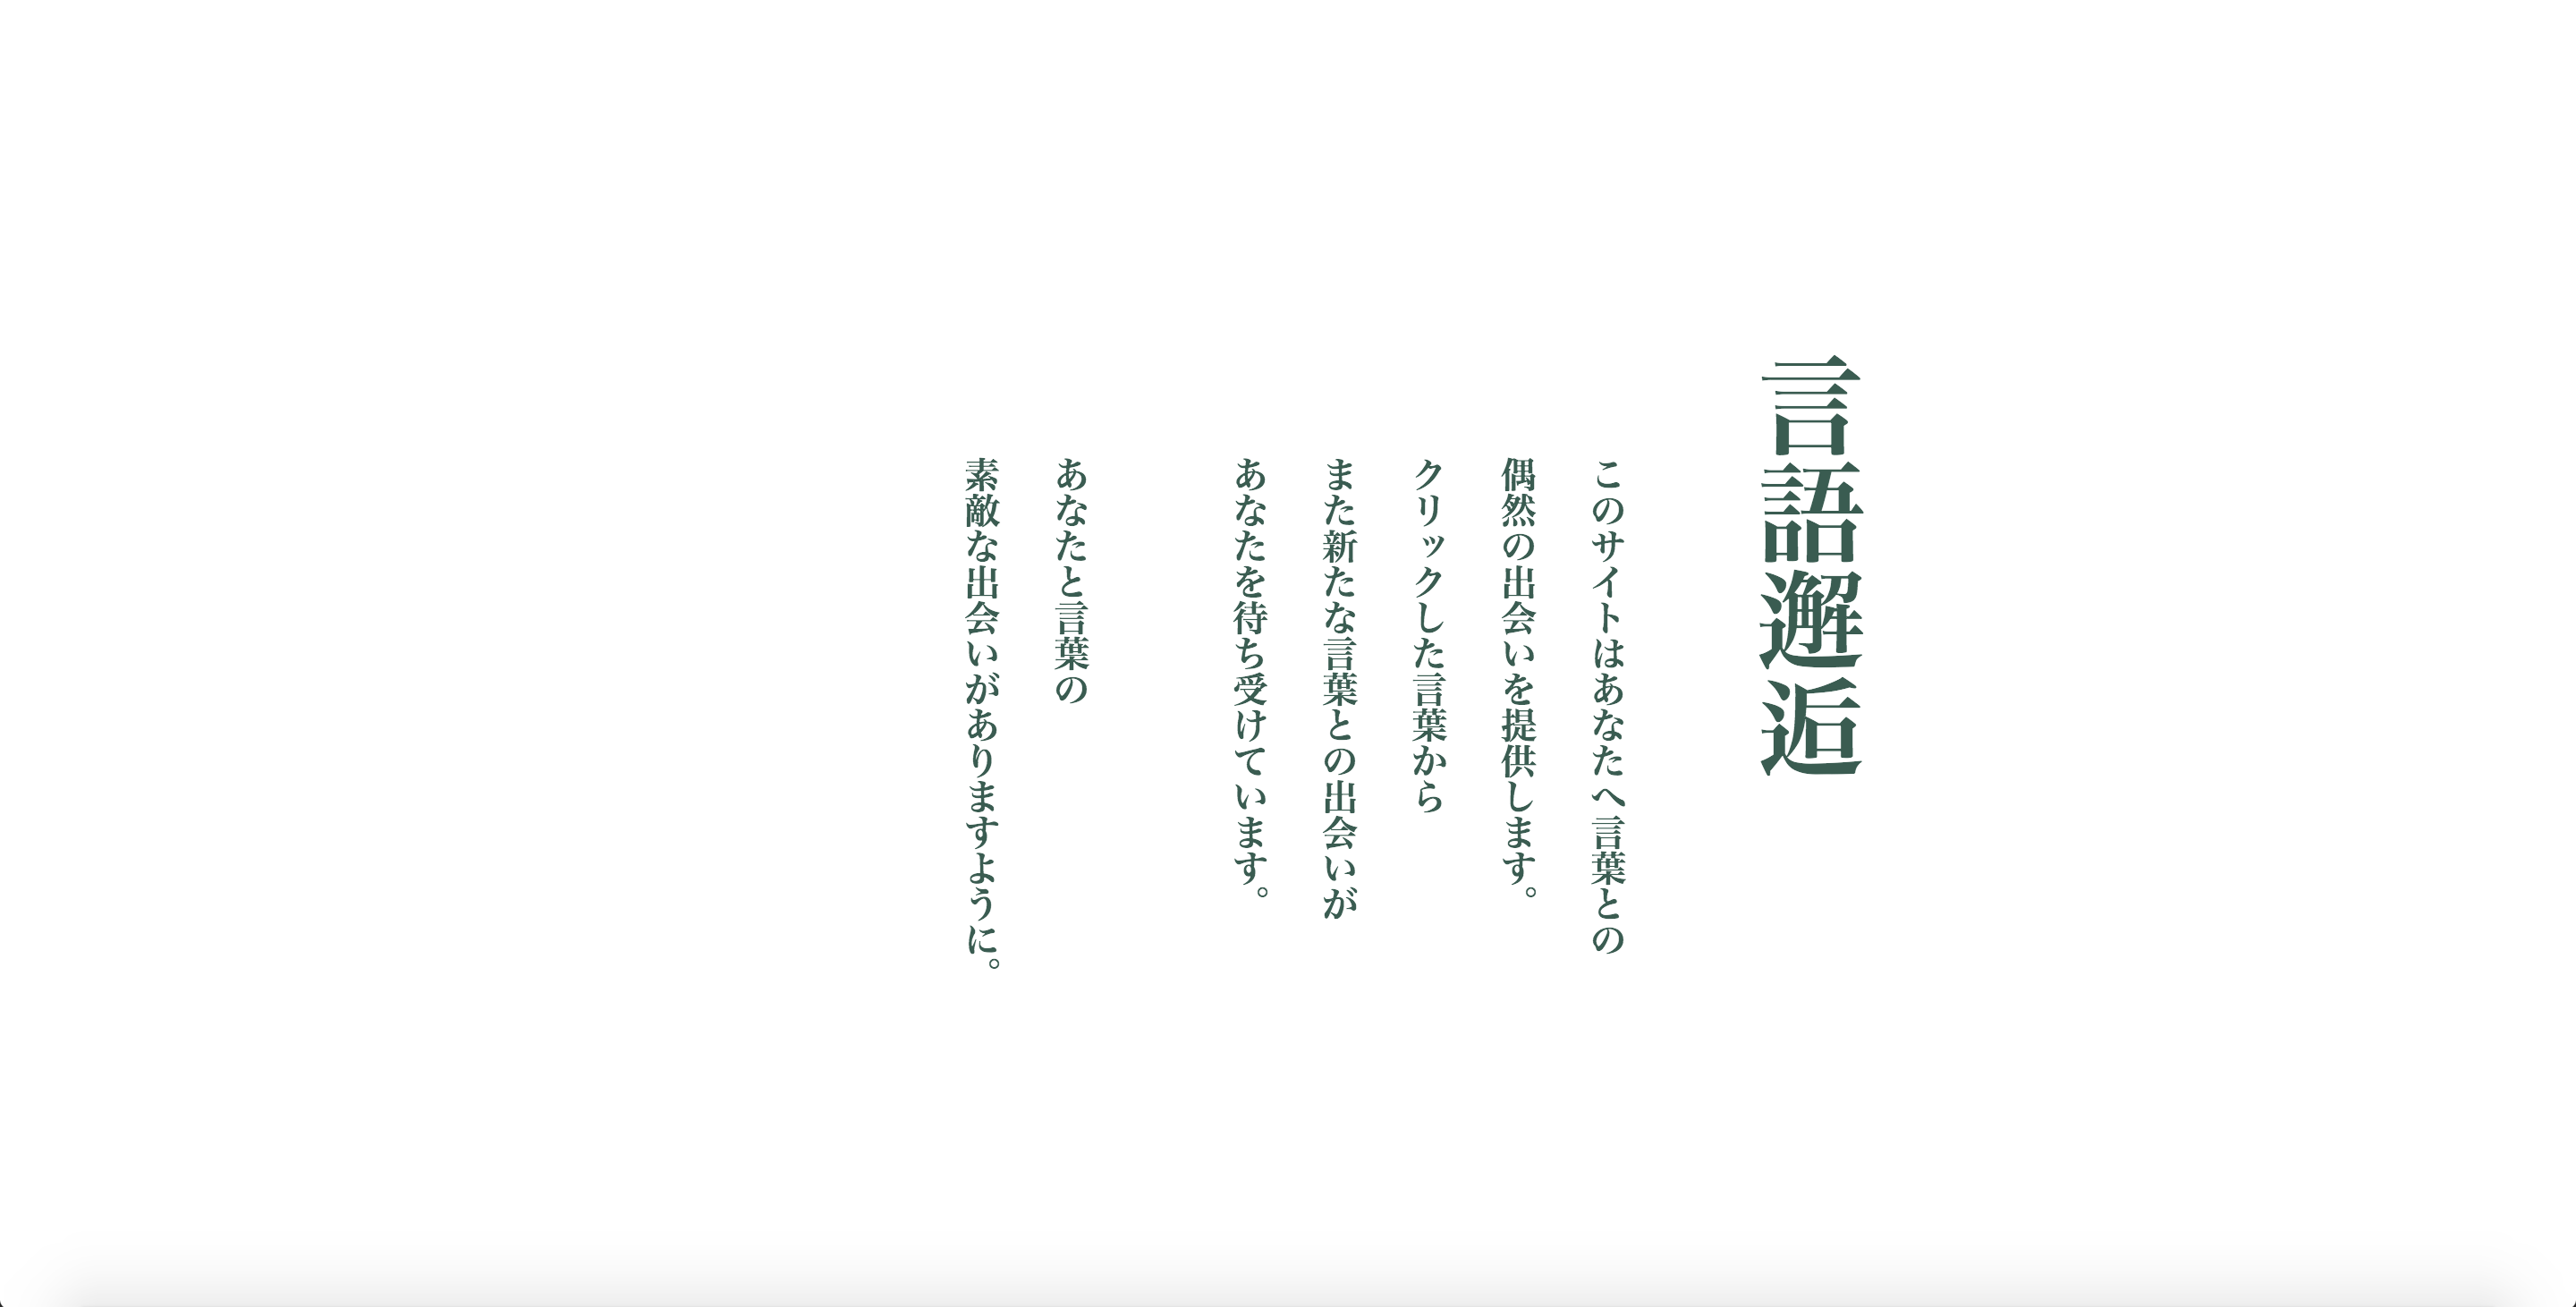 言語邂逅
このサイトはあなたへ言葉との
偶然の出会いを提供します。
クリックした言葉から
また新たな言葉との出会いが
あなたを待ち受けています。
あなたと言葉の
素敵な出会いがありますように。